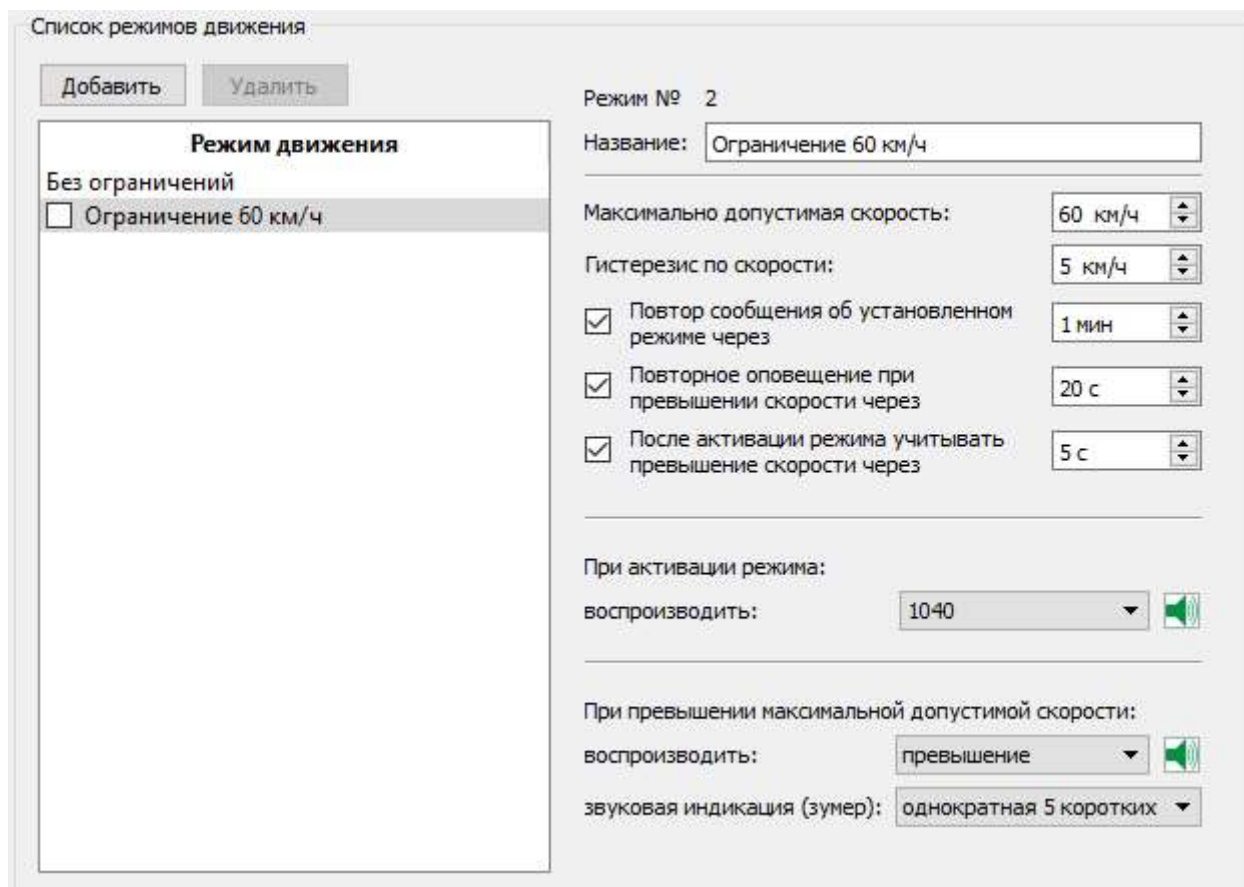 Список режимов движения
Добавить
Удалить
Режим движения
Без ограничений
Ограничение 60 км/ч
Режим № 2
Название: Ограничение 60 км/ч
Максимально допустимая скорость: 60 км/ч
Гистерезис по скорости: 5 км/ч
Повтор сообщения об установленном
режиме через
1 мин
Повторное оповещение при
превышении скорости через
20 с
После активации режима учитывать
превышение скорости через
5 с
При активации режима:
воспроизводить: 1040
При превышении максимальной допустимой скорости:
воспроизводить: превышение
звуковая индикация (зумер): однократная 5 коротких